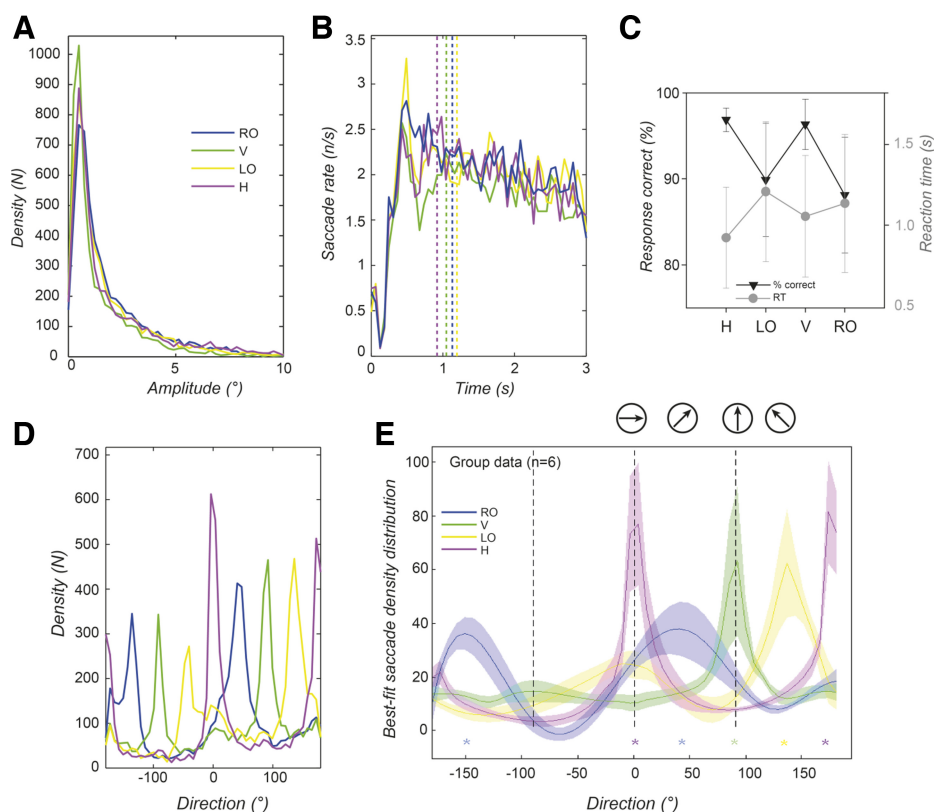 A
1000
900
800
700
600
500
400
300
200
100
0
Density (N)
RO
V
LO
H
0
5
10
Amplitude (°)
B
3.5
3
2.5
2
1.5
1
0.5
0
Saccade rate (n/s)
0
1
2
3
Time (s)
C
100
90
80
Response correct (%)
1.5
1.0
0.5
Reaction time (s)
% correct
RT
H
LO
V
RO
D
700
600
500
400
300
200
100
0
Density (N)
-100
0
100
Direction (°)
E
Group data (n=6)
100
80
60
40
20
0
Best-fit saccade density distribution
RO
V
LO
H
* * * * * *
-150
-100
-50
0
50
100
150
Direction (°)